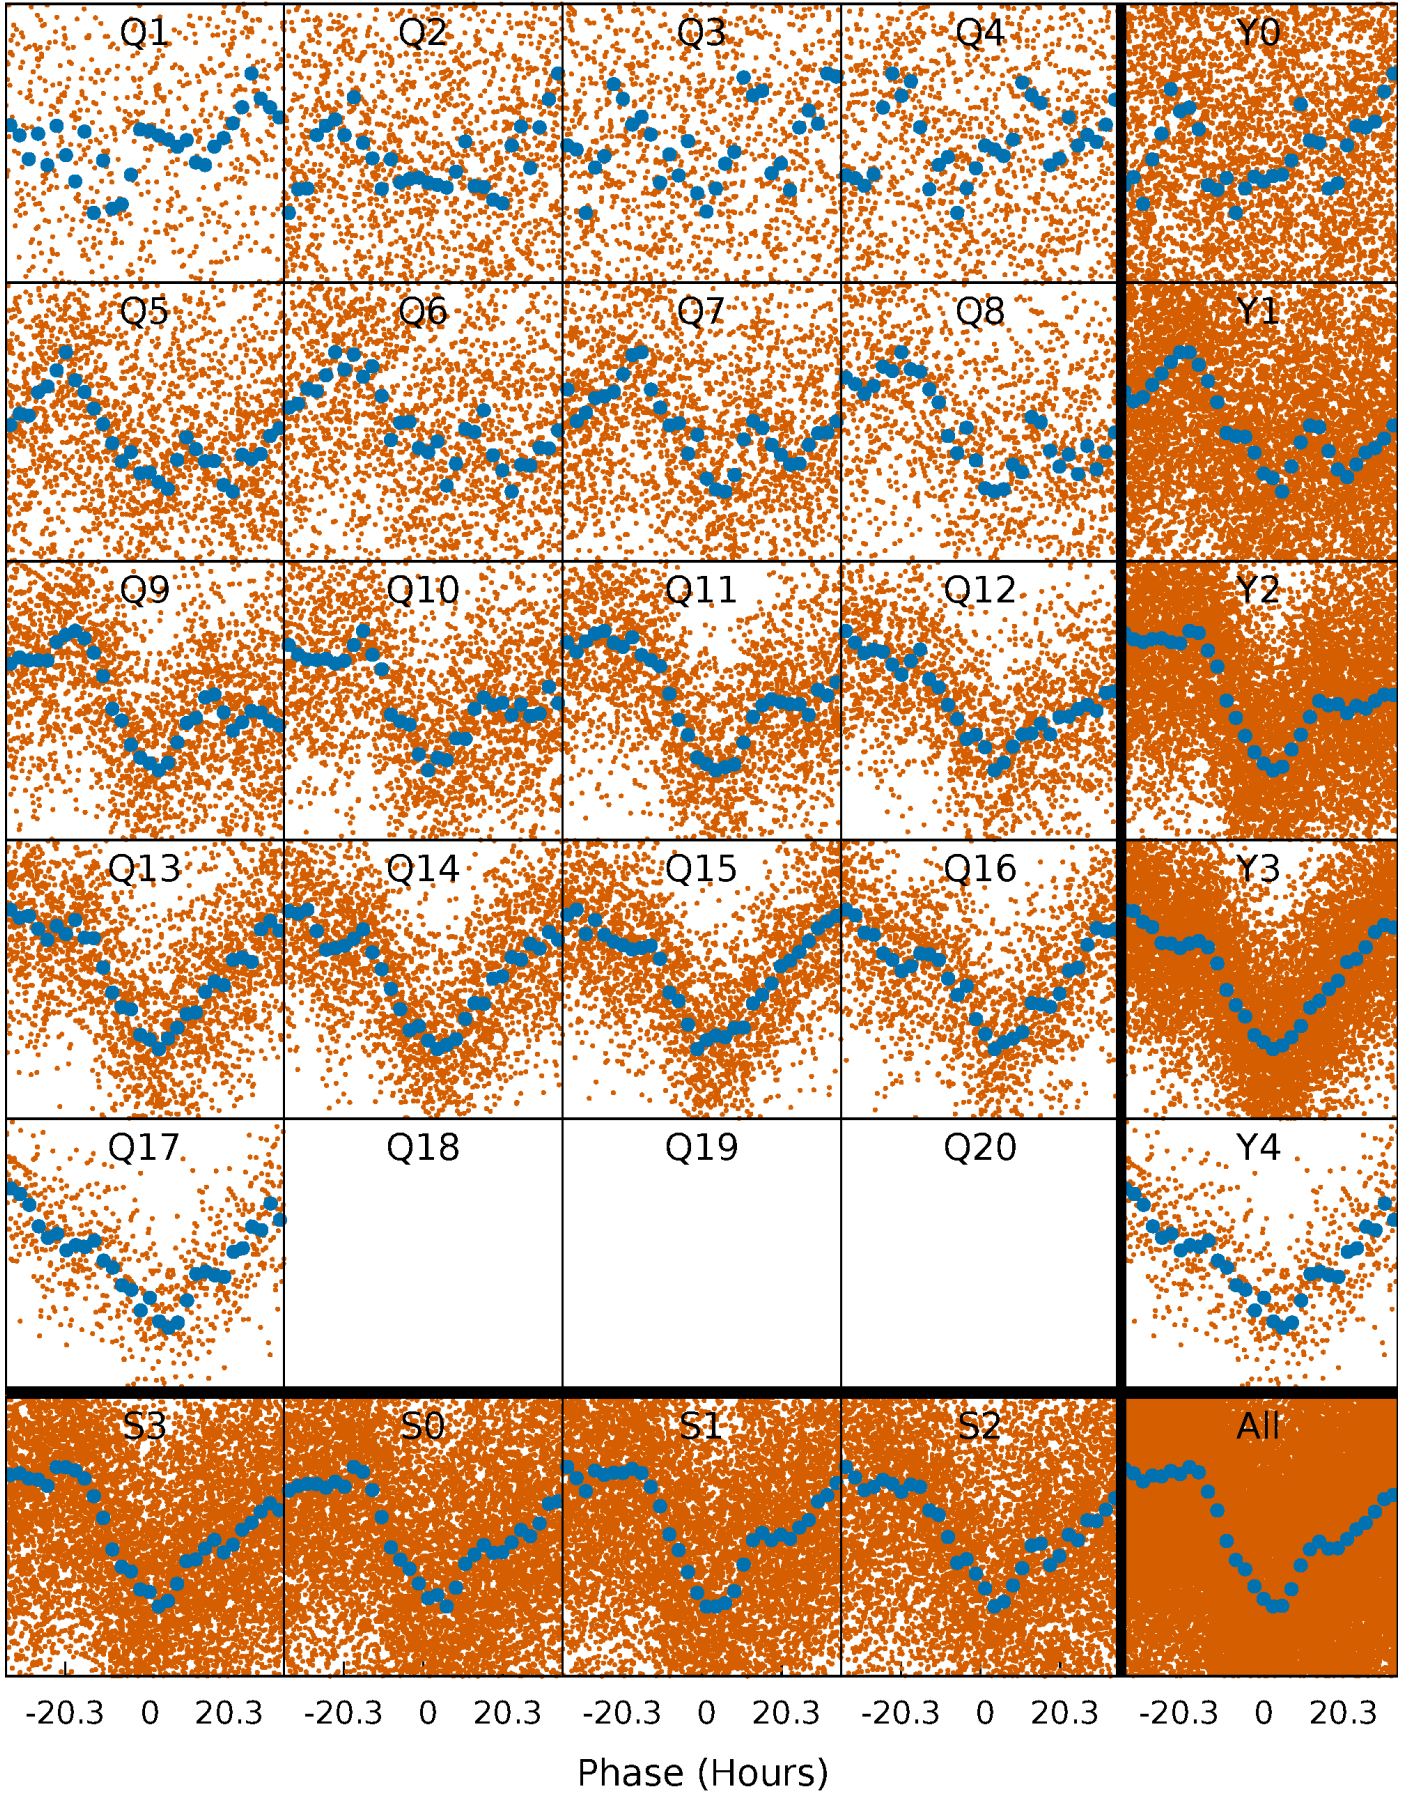 Q1 Q2 Q3 Q4 Y0
Q5 Q6 Q7 Q8 Y1
Q9 Q10 Q11 Q12 Y2
Q13 Q14 Q15 Q16 Y3
Q17 Q18 Q19 Q20 Y4
S3 S0 S1 S2 All
-20.3 0 20.3 -20.3 0 20.3 -20.3 0 20.3 -20.3 0 20.3 -20.3 0 20.3
Phase (Hours)